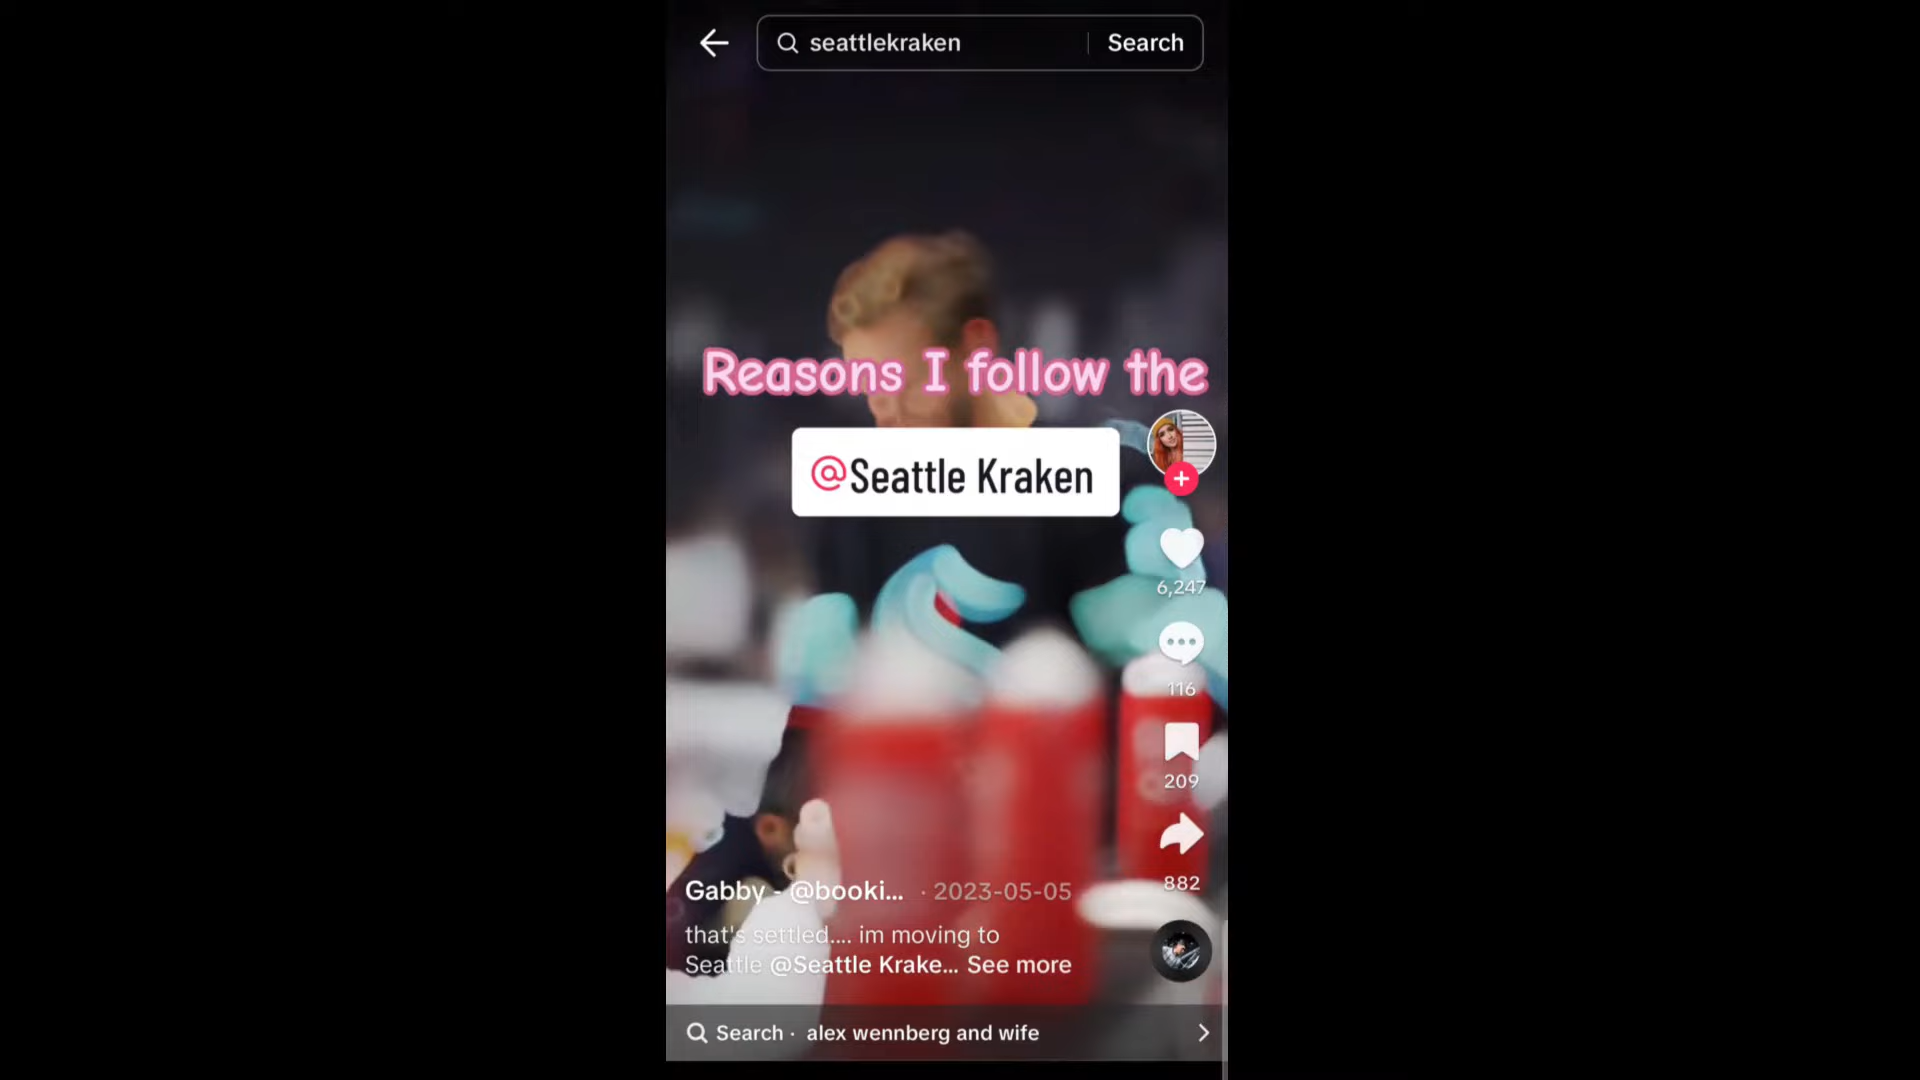 seattlekraken
Search
Reasons I follow the
@Seattle Kraken
6,247
116
209
882
Gabby - @booki... · 2023-05-05
that's settled.... im moving to
Seattle @Seattle Krake... See more
Search · alex wennberg and wife